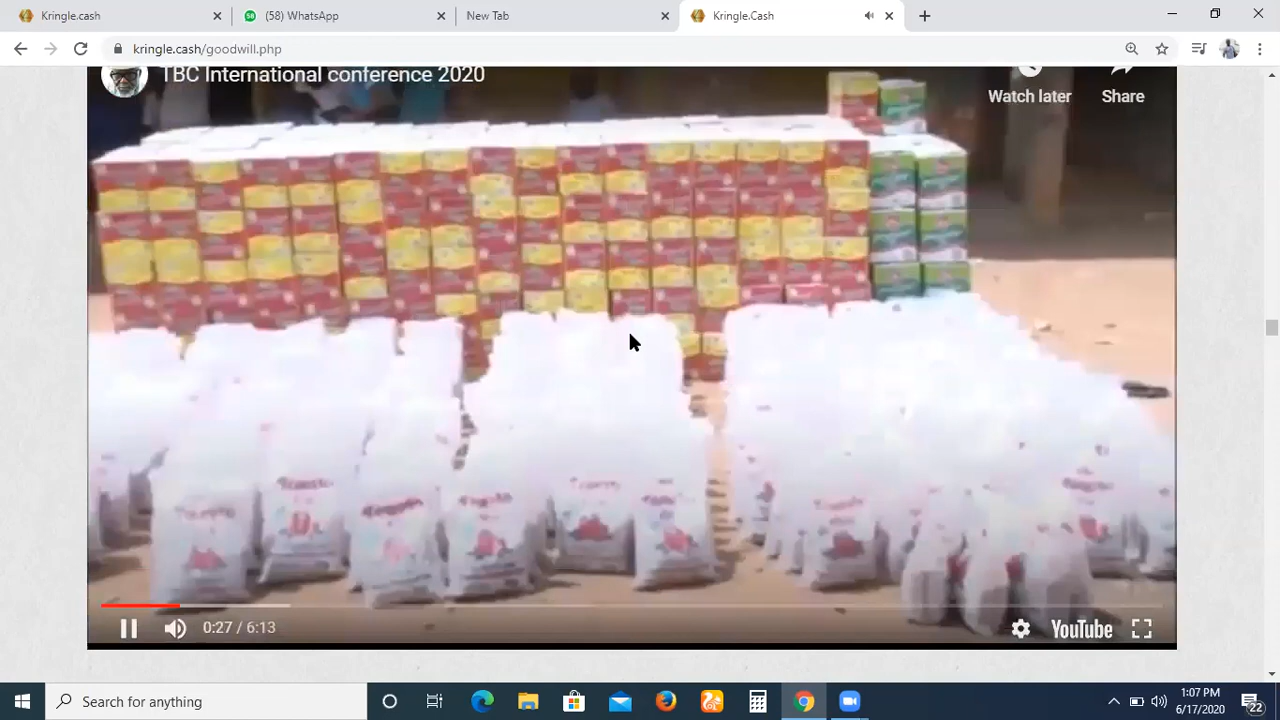 Kringle.cash
(58) WhatsApp
New Tab
Kringle.Cash
kringle.cash/goodwill.php
TBC International conference 2020
Watch later
Share
0:27 / 6:13
YouTube
Search for anything
1:07 PM
6/17/2020
22